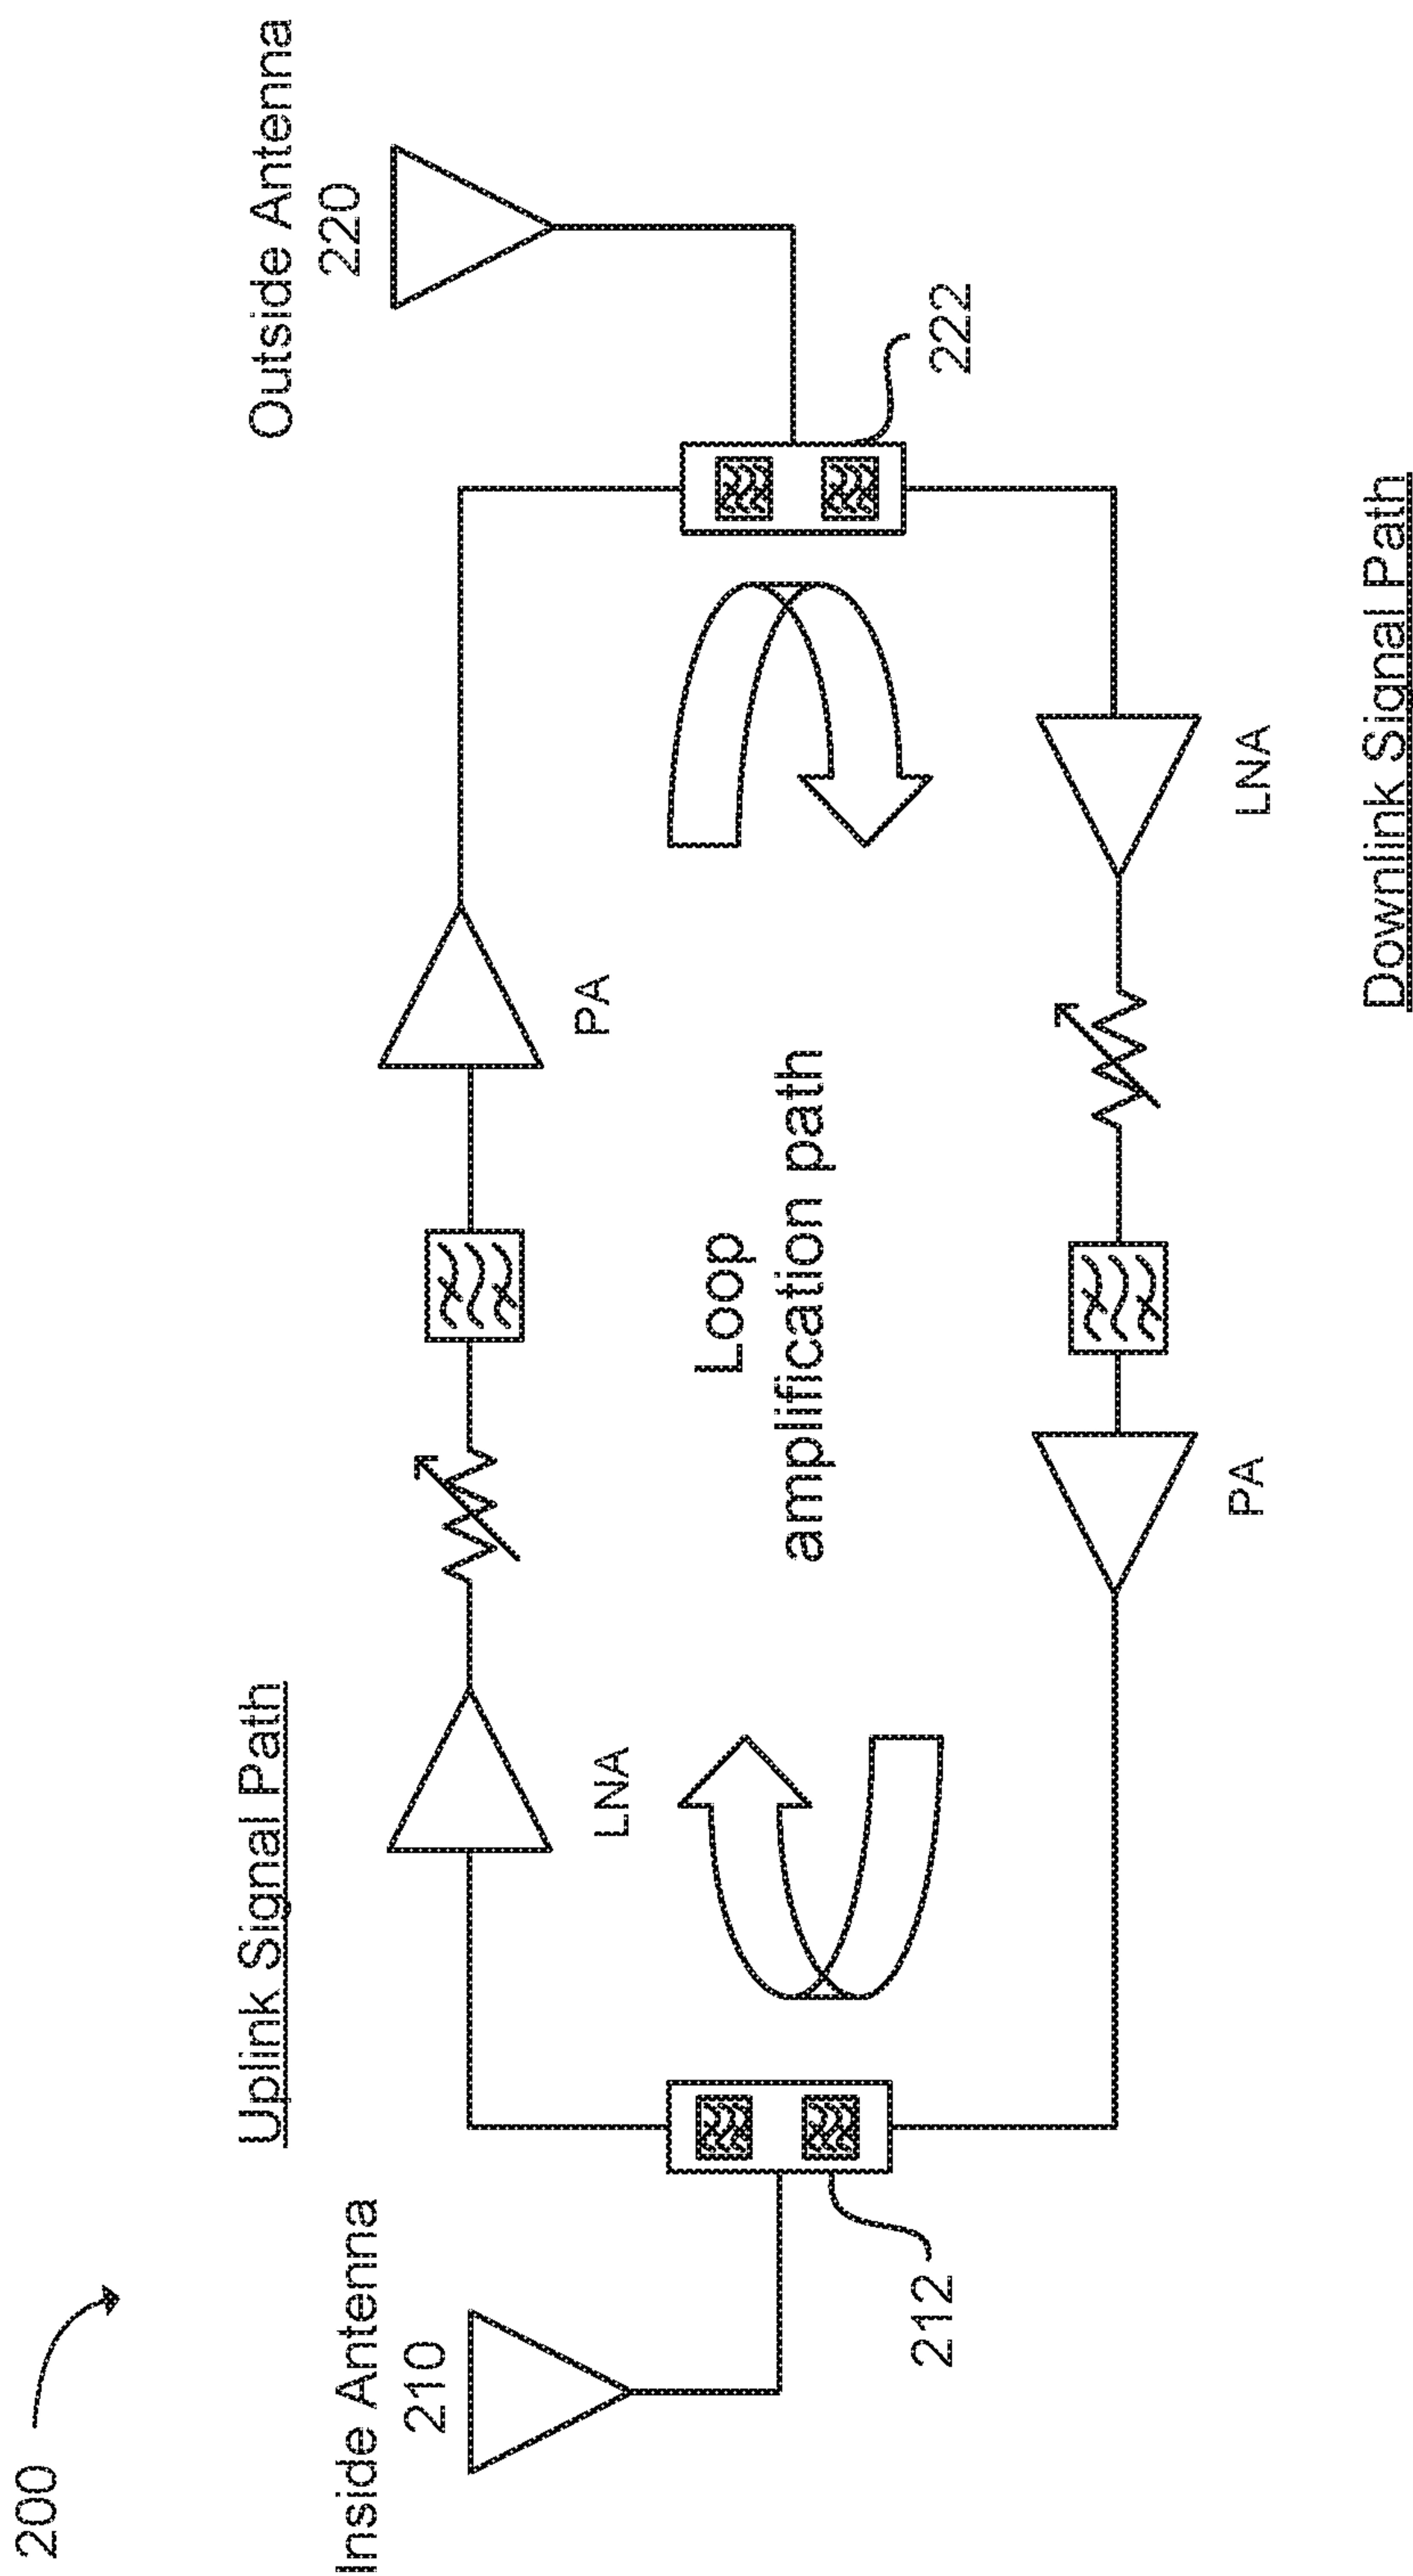 200
Inside Antenna
210
Uplink Signal Path
Outside Antenna
220
LNA
PA
212
222
Loop
amplification path
PA
LNA
Downlink Signal Path